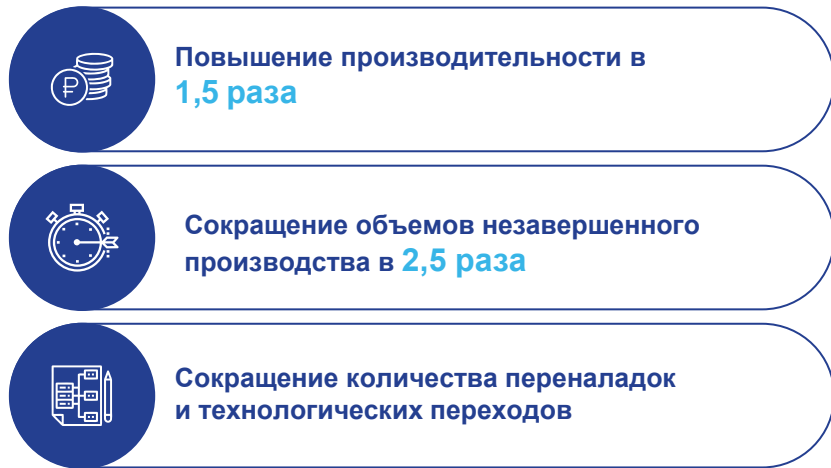 Повышение производительности в
1,5 раза
Сокращение объемов незавершенного
производства в 2,5 раза
Сокращение количества переналадок
и технологических переходов